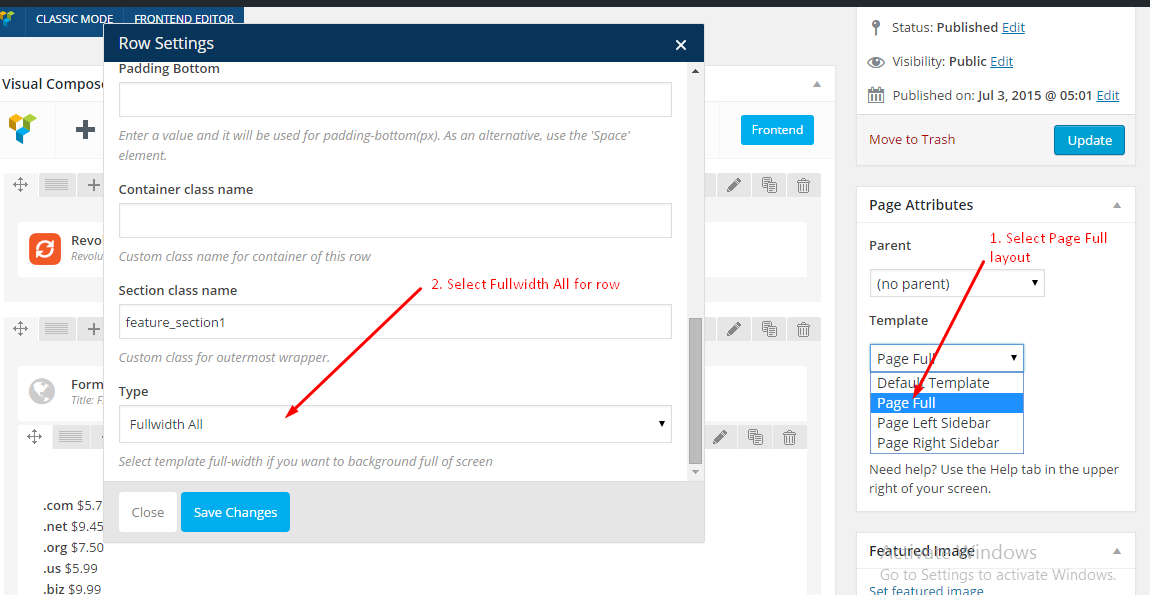 CLASSIC MODE
FRONTEND EDITOR
Visual Compose
Row Settings
Padding Bottom
Enter a value and it will be used for padding-bottom(px). As an alternative, use the 'Space'
element.
Container class name
Custom class name for container of this row
Section class name
feature_section1
Custom class for outermost wrapper.
Type
Fullwidth All
Select template full-width if you want to background full of screen
Close
Save Changes
2. Select Fullwidth All for row
Frontend
Revo
Revolu
Form
Title: F
.com $5.7
.net $9.45
.org $7.50
.us $5.99
.biz $9.99
Status: Published Edit
Visibility: Public Edit
Published on: Jul 3, 2015 @ 05:01 Edit
Move to Trash
Update
Page Attributes
Parent
1. Select Page Full
layout
(no parent)
Template
Page Full
Default Template
Page Full
Page Left Sidebar
Page Right Sidebar
Need help? Use the Help tab in the upper
right of your screen.
Featured Image
Activate Windows
Go to Settings to activate Windows.
Set featured image